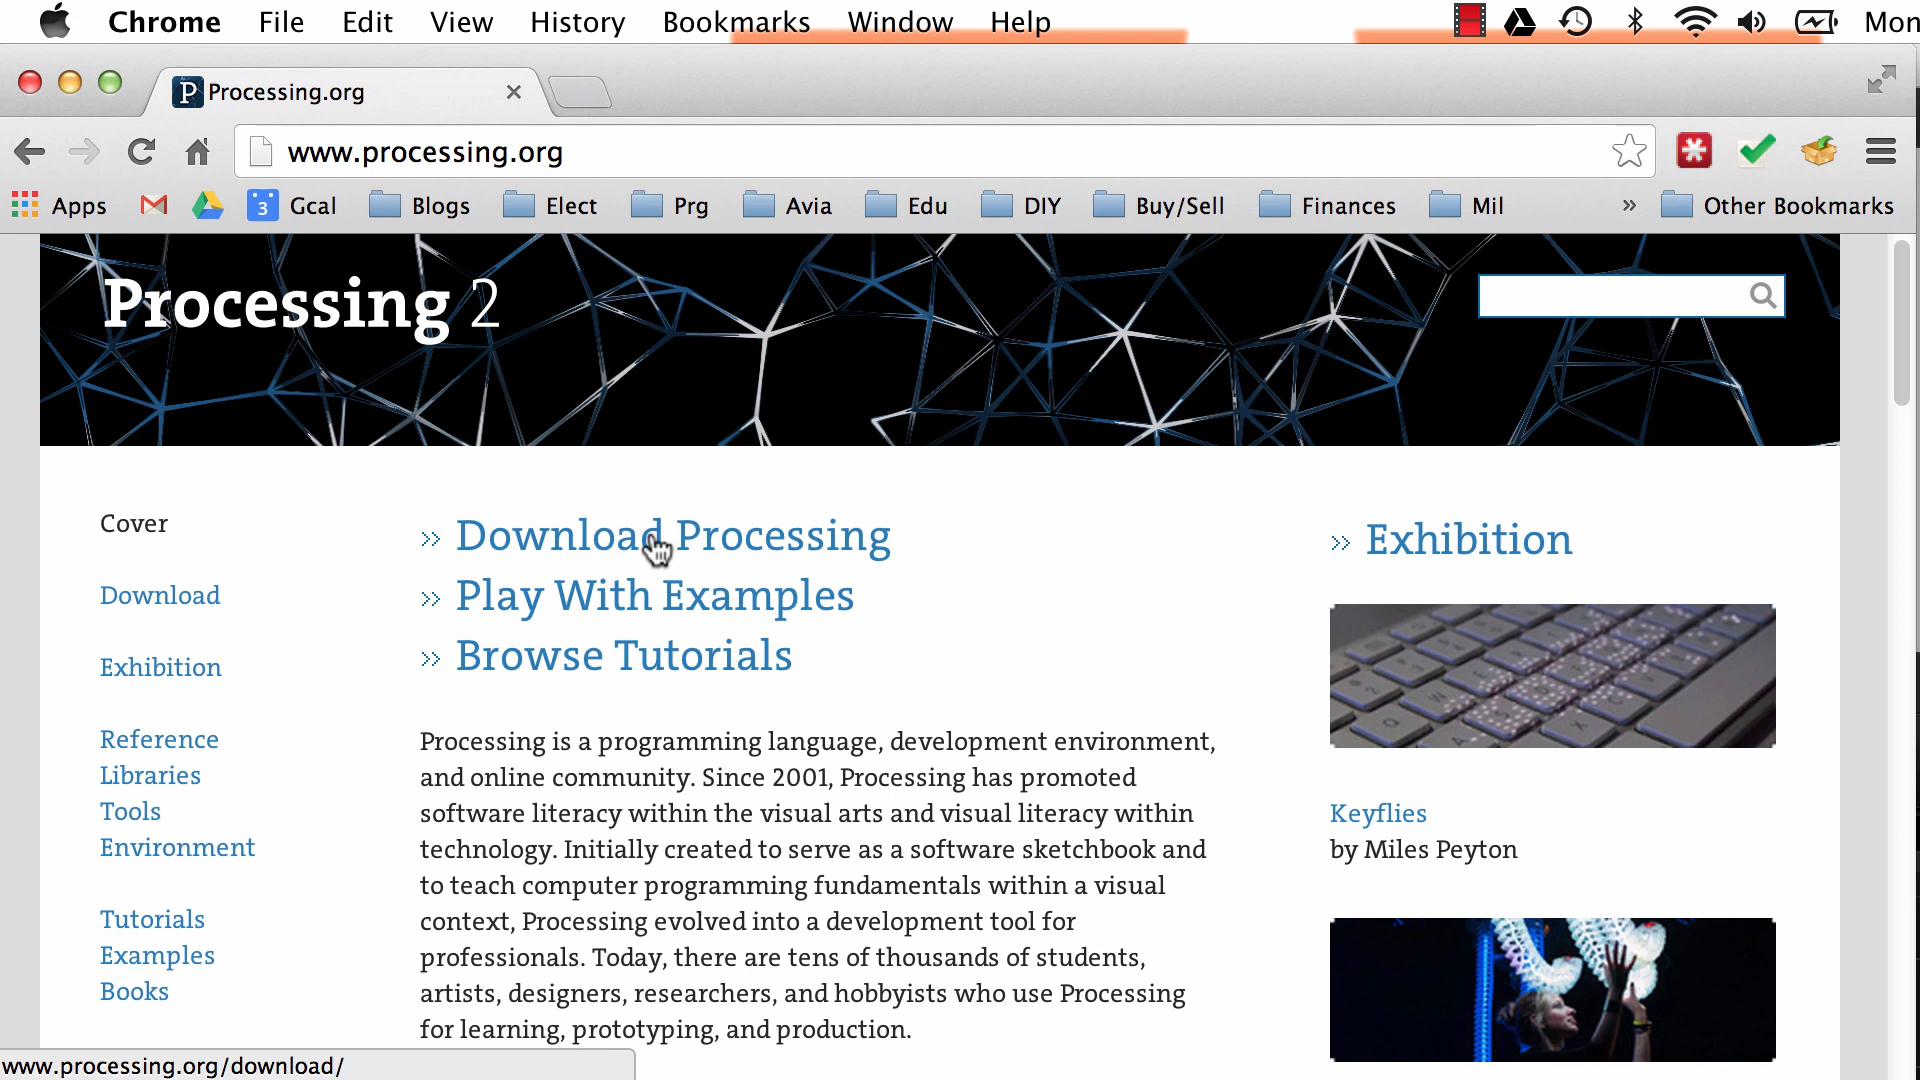 Chrome File Edit View History Bookmarks Window Help Mon
P Processing.org
www.processing.org
Apps 3 Gcal Blogs Elect Prg Avia Edu DIY Buy/Sell Finances Mil » Other Bookmarks
Processing 2
Cover
Download
Exhibition
Reference
Libraries
Tools
Environment
Tutorials
Examples
Books
» Download Processing
» Play With Examples
» Browse Tutorials
Processing is a programming language, development environment,
and online community. Since 2001, Processing has promoted
software literacy within the visual arts and visual literacy within
technology. Initially created to serve as a software sketchbook and
to teach computer programming fundamentals within a visual
context, Processing evolved into a development tool for
professionals. Today, there are tens of thousands of students,
artists, designers, researchers, and hobbyists who use Processing
for learning, prototyping, and production.
» Exhibition
Keyflies
by Miles Peyton
www.processing.org/download/